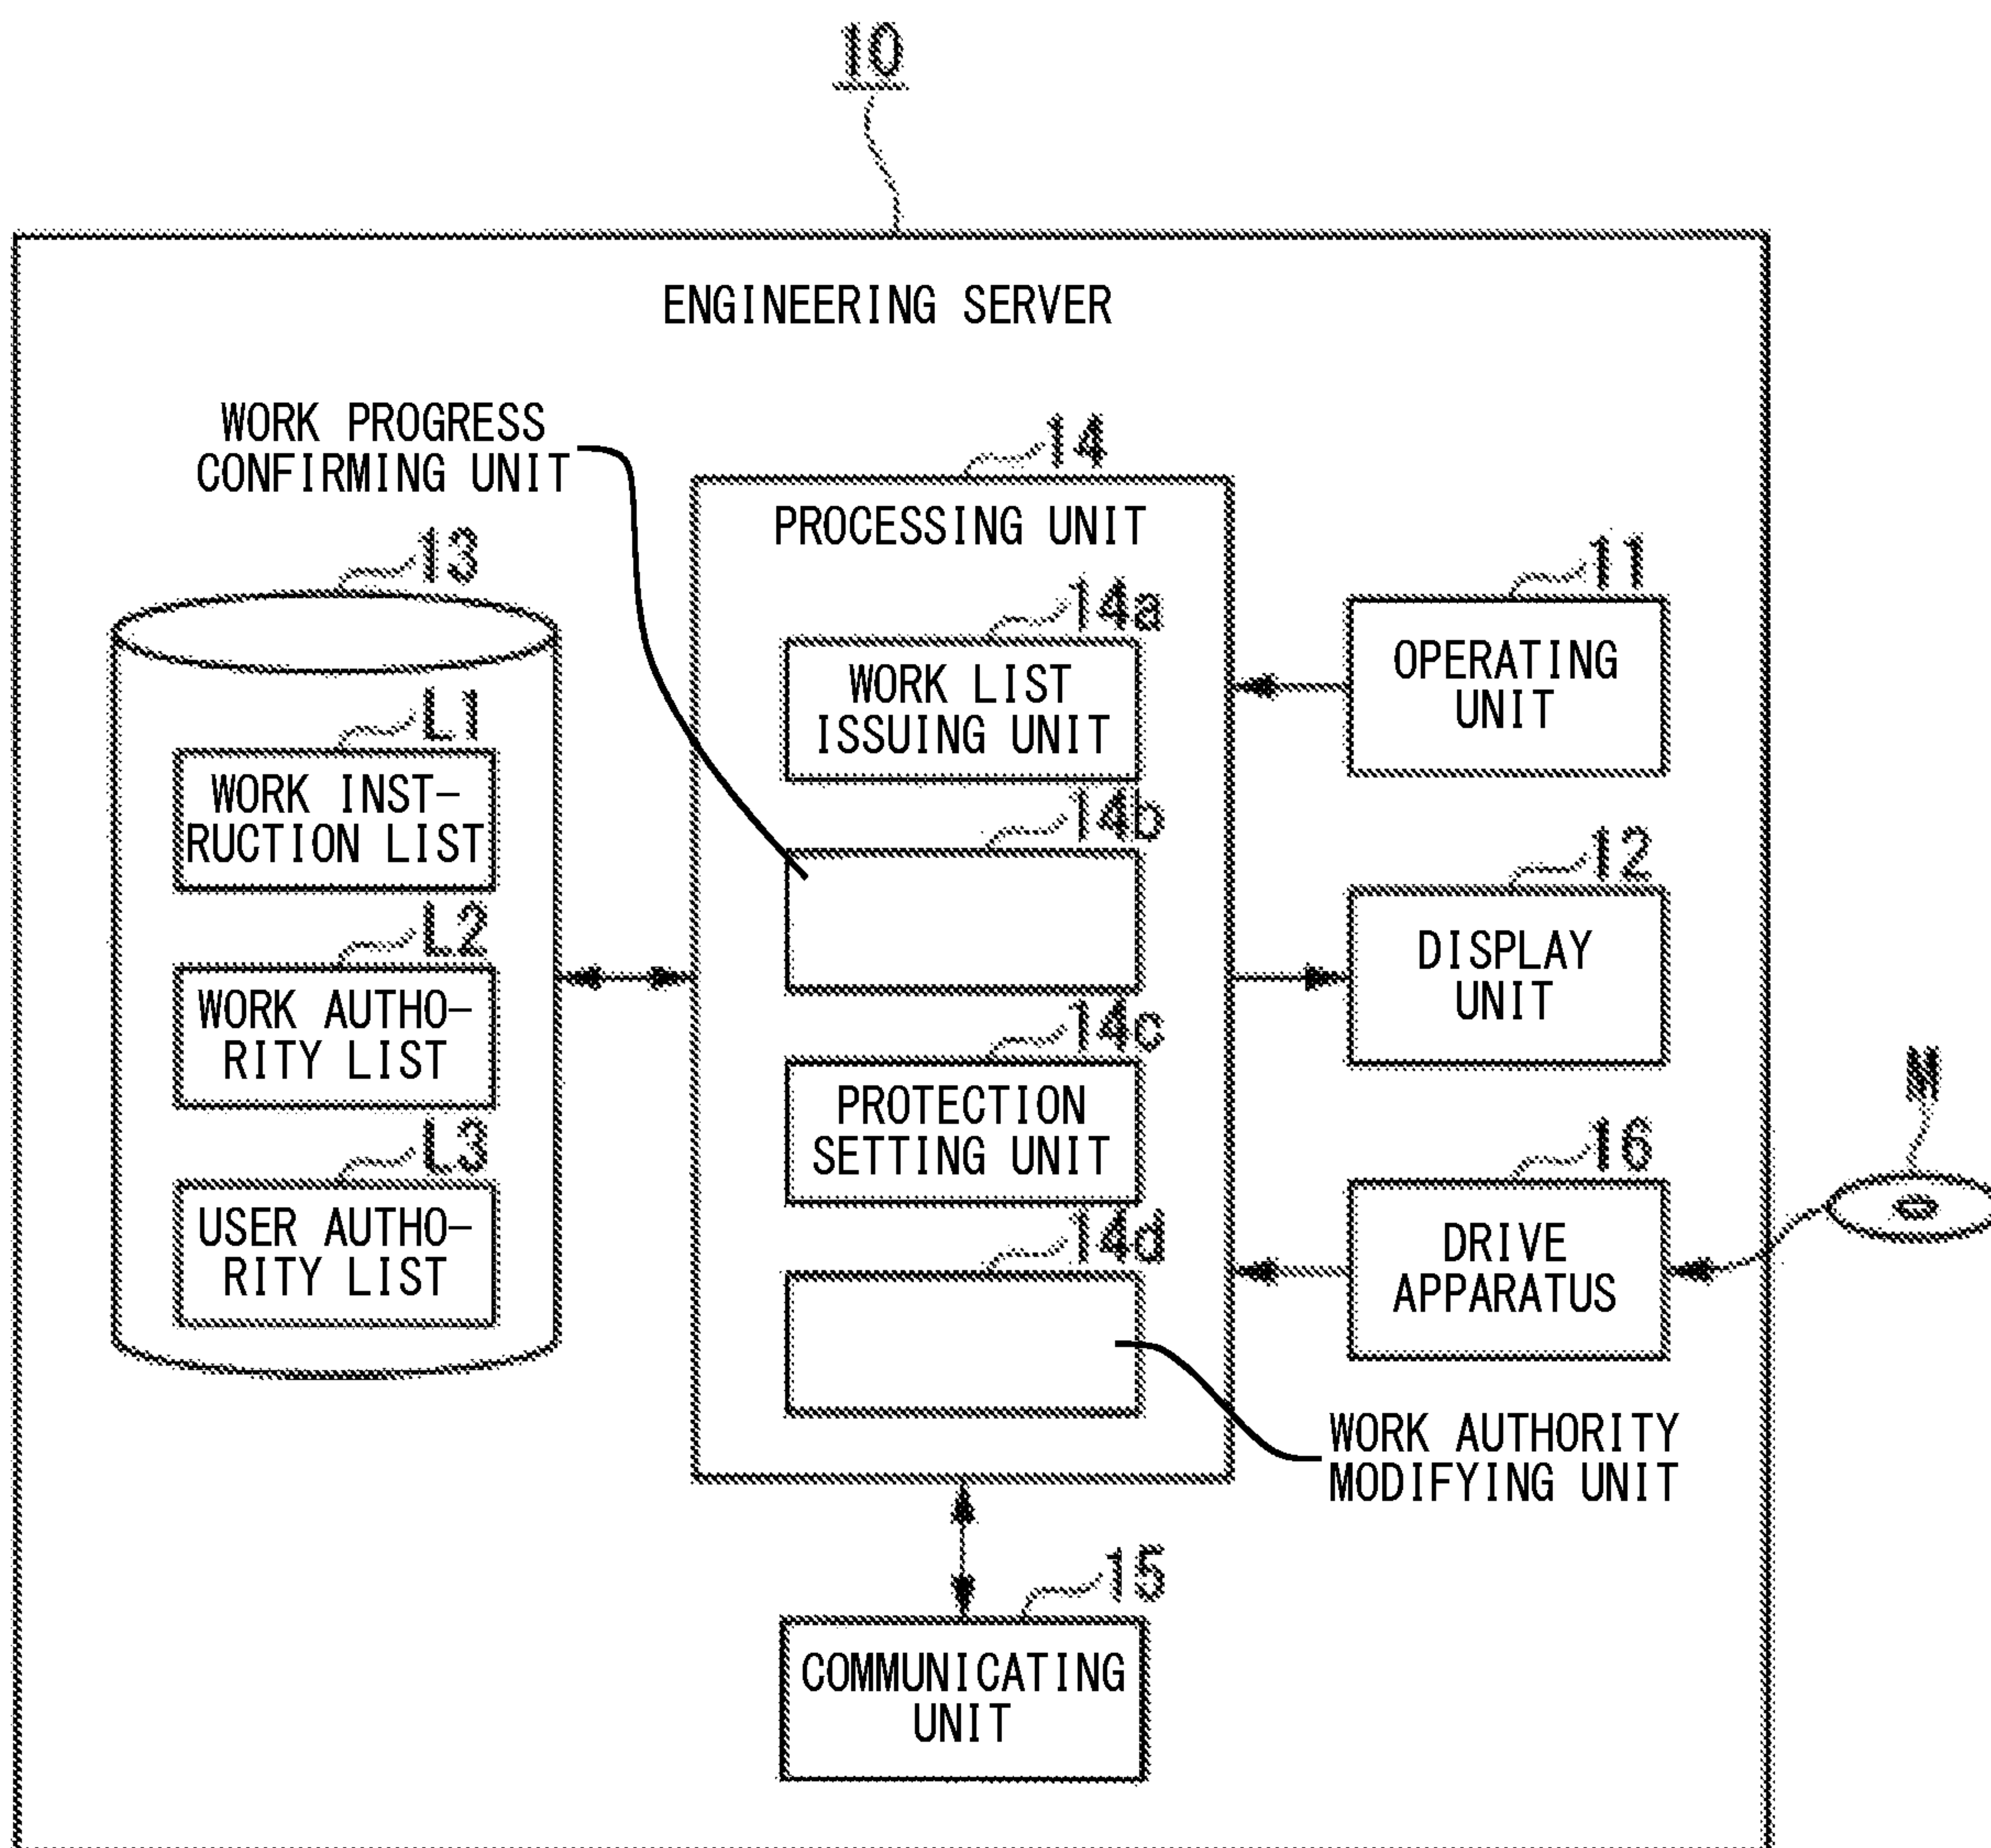 10
ENGINEERING SERVER
WORK PROGRESS
CONFIRMING UNIT
13
L1
WORK INST-
RUCTION LIST
L2
WORK AUTHO-
RITY LIST
L3
USER AUTHO-
RITY LIST
14
PROCESSING UNIT
14a
WORK LIST
ISSUING UNIT
14b
14c
PROTECTION
SETTING UNIT
14d
WORK AUTHORITY
MODIFYING UNIT
11
OPERATING
UNIT
12
DISPLAY
UNIT
16
DRIVE
APPARATUS
M
15
COMMUNICATING
UNIT